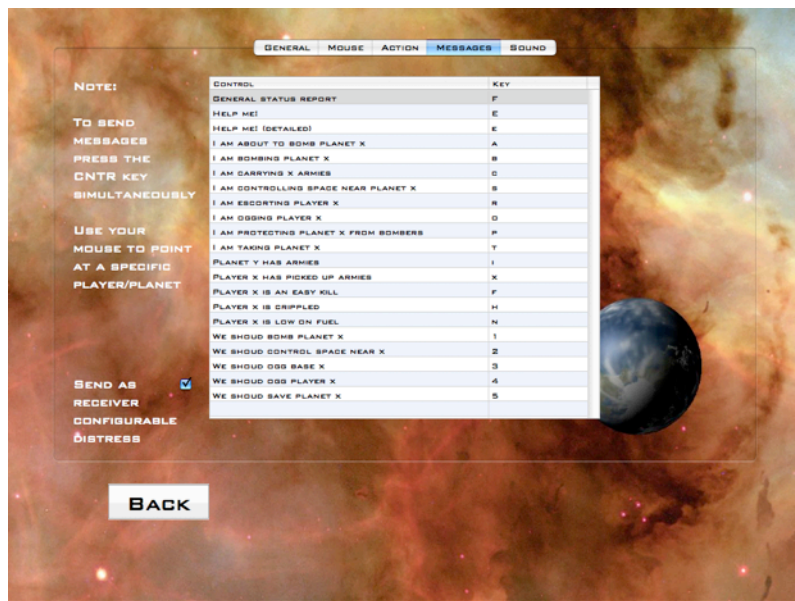 General Mouse Action Messages Sound
Note:
To send
messages
press the
CNTR key
simultaneously
Use your
mouse to point
at a specific
player/planet
Send as
receiver
configurable
distress
Control Key
General status report F
Help me! E
Help me! (detailed) e
I am about to bomb planet X A
I am bombing planet X B
I am carrying X armies C
I am controlling space near planet X S
I am escorting player X R
I am ogging player X O
I am protecting planet X from bombers P
I am taking planet X T
Planet Y has armies I
Player X has picked up armies X
Player X is an easy kill F
Player X is crippled H
Player X is low on fuel N
We shoud bomb planet X 1
We shoud control space near X 2
We shoud ogg base X 3
We shoud ogg player X 4
We shoud save planet X 5
Back